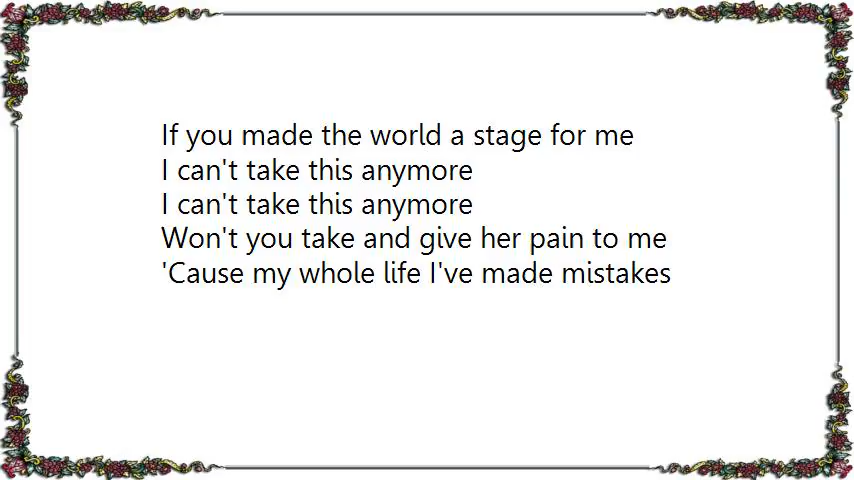 If you made the world a stage for me
I can't take this anymore
I can't take this anymore
Won't you take and give her pain to me
'Cause my whole life I've made mistakes